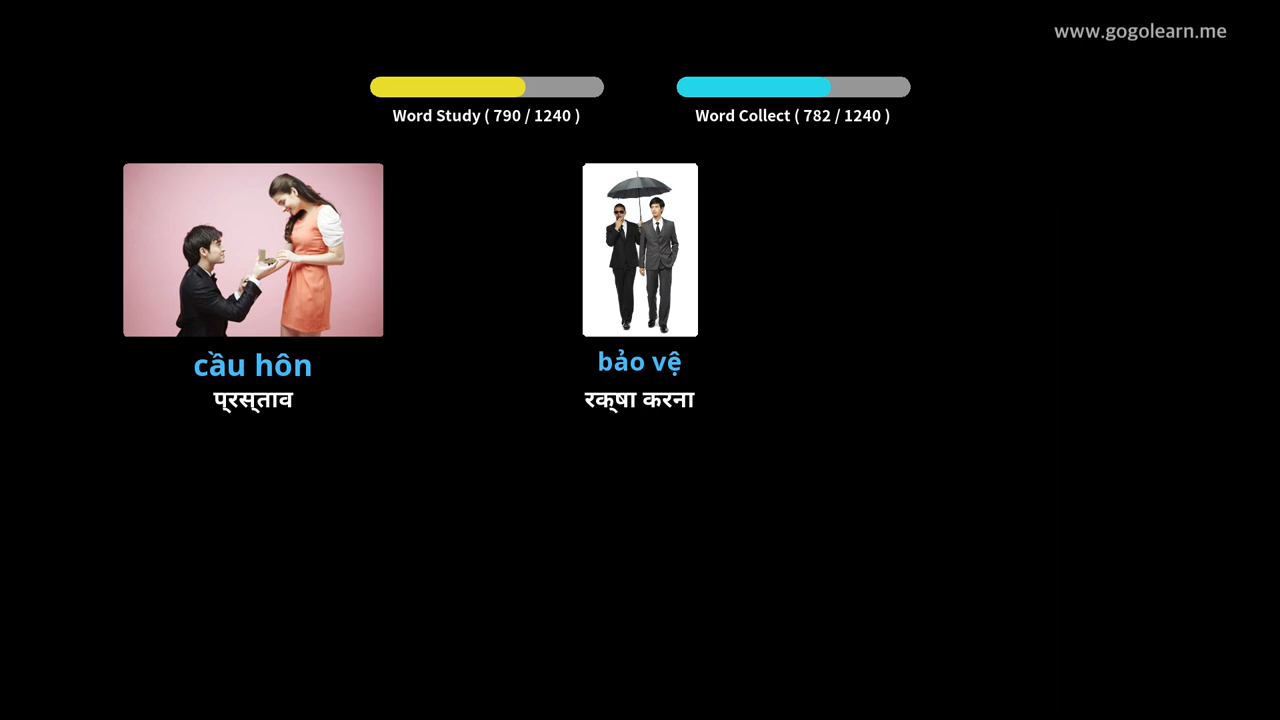 www.gogolearn.me
Word Study ( 790 / 1240 )
Word Collect ( 782 / 1240 )
cầu hôn
प्रस्ताव
bảo vệ
रक्षा करना